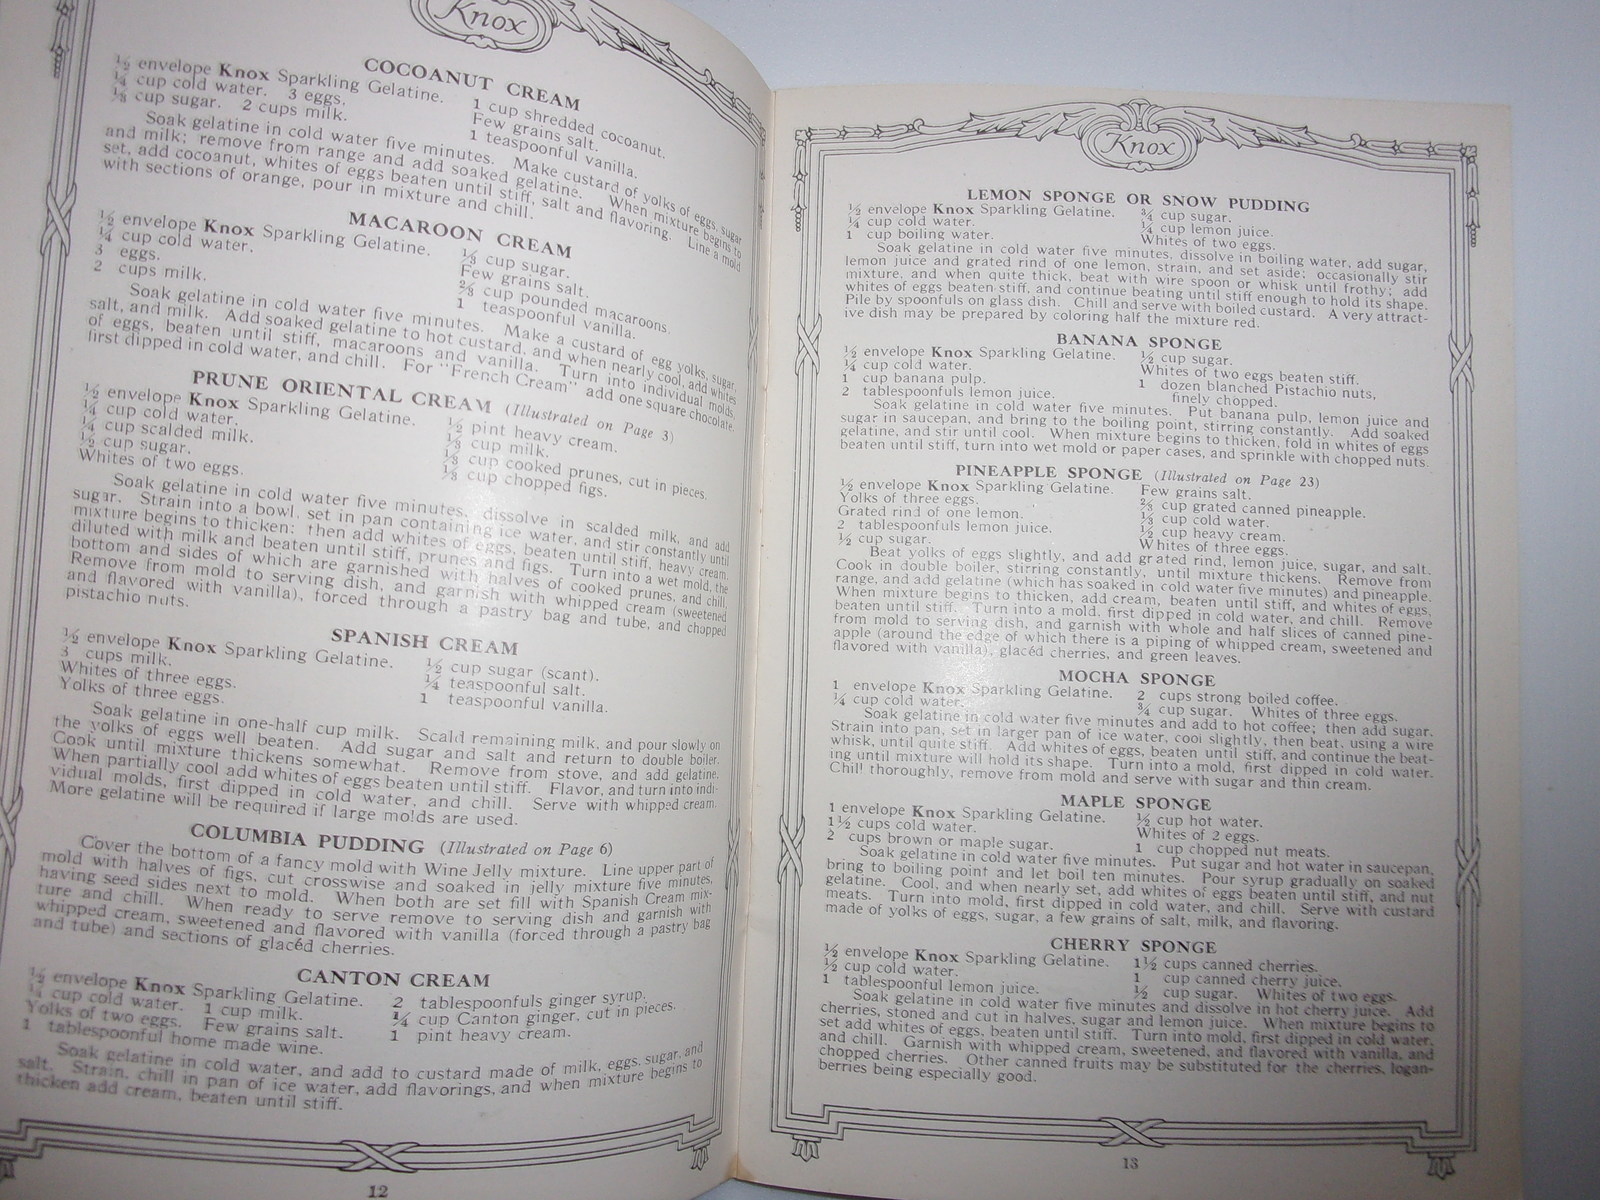 Knox
COCOANUT CREAM
½ envelope Knox Sparkling Gelatine.
¼ cup cold water. 3 eggs.
⅓ cup sugar. 2 cups milk.
1 cup shredded cocoanut.
Few grains salt.
1 teaspoonful vanilla.
Soak gelatine in cold water five minutes. Make custard of yolks of eggs, sugar
and milk; remove from range and add soaked gelatine. When mixture begins to
set, add cocoanut, whites of eggs beaten until stiff, salt and flavoring. Line a mold
with sections of orange, pour in mixture and chill.
MACAROON CREAM
½ envelope Knox Sparkling Gelatine.
¼ cup cold water.
3 eggs.
2 cups milk.
⅓ cup sugar.
Few grains salt.
⅔ cup pounded macaroons.
1 teaspoonful vanilla.
Soak gelatine in cold water five minutes. Make a custard of egg yolks, sugar,
salt, and milk. Add soaked gelatine to hot custard, and when nearly cool, add whites
of eggs, beaten until stiff, macaroons and vanilla. Turn into individual molds,
first dipped in cold water, and chill. For "French Cream" add one square chocolate.
PRUNE ORIENTAL CREAM (Illustrated on Page 3)
½ envelope Knox Sparkling Gelatine.
¼ cup cold water.
¼ cup scalded milk.
½ cup sugar.
Whites of two eggs.
½ pint heavy cream.
⅓ cup milk.
⅓ cup cooked prunes, cut in pieces.
⅓ cup chopped figs.
Soak gelatine in cold water five minutes, dissolve in scalded milk, and add
sugar. Strain into a bowl, set in pan containing ice water, and stir constantly until
mixture begins to thicken; then add whites of eggs, beaten until stiff, heavy cream,
diluted with milk and beaten until stiff, prunes and figs. Turn into a wet mold, the
bottom and sides of which are garnished with halves of cooked prunes, and chill.
Remove from mold to serving dish, and garnish with whipped cream (sweetened
and flavored with vanilla), forced through a pastry bag and tube, and chopped
pistachio nuts.
SPANISH CREAM
½ envelope Knox Sparkling Gelatine.
3 cups milk.
Whites of three eggs.
Yolks of three eggs.
½ cup sugar (scant).
¼ teaspoonful salt.
1 teaspoonful vanilla.
Soak gelatine in one-half cup milk. Scald remaining milk, and pour slowly on
the yolks of eggs well beaten. Add sugar and salt and return to double boiler.
Cook until mixture thickens somewhat. Remove from stove, and add gelatine.
When partially cool add whites of eggs beaten until stiff. Flavor, and turn into indi-
vidual molds, first dipped in cold water, and chill. Serve with whipped cream.
More gelatine will be required if large molds are used.
COLUMBIA PUDDING (Illustrated on Page 6)
Cover the bottom of a fancy mold with Wine Jelly mixture. Line upper part of
mold with halves of figs, cut crosswise and soaked in jelly mixture five minutes,
having seed sides next to mold. When both are set fill with Spanish Cream mix-
ture and chill. When ready to serve remove to serving dish and garnish with
whipped cream, sweetened and flavored with vanilla (forced through a pastry bag
and tube) and sections of glacéd cherries.
CANTON CREAM
½ envelope Knox Sparkling Gelatine.
¼ cup cold water. 1 cup milk.
Yolks of two eggs. Few grains salt.
1 tablespoonful home made wine.
2 tablespoonfuls ginger syrup.
¼ cup Canton ginger, cut in pieces.
1 pint heavy cream.
Soak gelatine in cold water, and add to custard made of milk, eggs, sugar, and
salt. Strain, chill in pan of ice water, add flavorings, and when mixture begins to
thicken add cream, beaten until stiff.
12
Knox
LEMON SPONGE OR SNOW PUDDING
½ envelope Knox Sparkling Gelatine.
¼ cup cold water.
1 cup boiling water.
¾ cup sugar.
¼ cup lemon juice.
Whites of two eggs.
Soak gelatine in cold water five minutes, dissolve in boiling water, add sugar,
lemon juice and grated rind of one lemon, strain, and set aside; occasionally stir
mixture, and when quite thick, beat with wire spoon or whisk until frothy; add
whites of eggs beaten stiff, and continue beating until stiff enough to hold its shape.
Pile by spoonfuls on glass dish. Chill and serve with boiled custard. A very attract-
ive dish may be prepared by coloring half the mixture red.
BANANA SPONGE
½ envelope Knox Sparkling Gelatine.
¼ cup cold water.
1 cup banana pulp.
2 tablespoonfuls lemon juice.
½ cup sugar.
Whites of two eggs beaten stiff.
1 dozen blanched Pistachio nuts,
finely chopped.
Soak gelatine in cold water five minutes. Put banana pulp, lemon juice and
sugar in saucepan, and bring to the boiling point, stirring constantly. Add soaked
gelatine, and stir until cool. When mixture begins to thicken, fold in whites of eggs
beaten until stiff, turn into wet mold or paper cases, and sprinkle with chopped nuts.
PINEAPPLE SPONGE (Illustrated on Page 23)
½ envelope Knox Sparkling Gelatine.
Yolks of three eggs.
Grated rind of one lemon.
2 tablespoonfuls lemon juice.
½ cup sugar.
Few grains salt.
⅔ cup grated canned pineapple.
⅓ cup cold water.
½ cup heavy cream.
Whites of three eggs.
Beat yolks of eggs slightly, and add grated rind, lemon juice, sugar, and salt.
Cook in double boiler, stirring constantly, until mixture thickens. Remove from
range, and add gelatine (which has soaked in cold water five minutes) and pineapple.
When mixture begins to thicken, add cream, beaten until stiff, and whites of eggs,
beaten until stiff. Turn into a mold, first dipped in cold water, and chill. Remove
from mold to serving dish, and garnish with whole and half slices of canned pine-
apple (around the edge of which there is a piping of whipped cream, sweetened and
flavored with vanilla), glacéd cherries, and green leaves.
MOCHA SPONGE
1 envelope Knox Sparkling Gelatine.
¼ cup cold water.
2 cups strong boiled coffee.
¾ cup sugar. Whites of three eggs.
Soak gelatine in cold water five minutes and add to hot coffee; then add sugar.
Strain into pan, set in larger pan of ice water, cool slightly, then beat, using a wire
whisk, until quite stiff. Add whites of eggs, beaten until stiff, and continue the beat-
ing until mixture will hold its shape. Turn into a mold, first dipped in cold water.
Chill thoroughly, remove from mold and serve with sugar and thin cream.
MAPLE SPONGE
1 envelope Knox Sparkling Gelatine.
1½ cups cold water.
2 cups brown or maple sugar.
½ cup hot water.
Whites of 2 eggs.
1 cup chopped nut meats.
Soak gelatine in cold water five minutes. Put sugar and hot water in saucepan,
bring to boiling point and let boil ten minutes. Pour syrup gradually on soaked
gelatine. Cool, and when nearly set, add whites of eggs beaten until stiff, and nut
meats. Turn into mold, first dipped in cold water, and chill. Serve with custard
made of yolks of eggs, sugar, a few grains of salt, milk, and flavoring.
CHERRY SPONGE
½ envelope Knox Sparkling Gelatine.
½ cup cold water.
1 tablespoonful lemon juice.
1½ cups canned cherries.
1 cup canned cherry juice.
½ cup sugar. Whites of two eggs.
Soak gelatine in cold water five minutes and dissolve in hot cherry juice. Add
cherries, stoned and cut in halves, sugar and lemon juice. When mixture begins to
set add whites of eggs, beaten until stiff. Turn into mold, first dipped in cold water,
and chill. Garnish with whipped cream, sweetened, and flavored with vanilla, and
chopped cherries. Other canned fruits may be substituted for the cherries, logan-
berries being especially good.
13